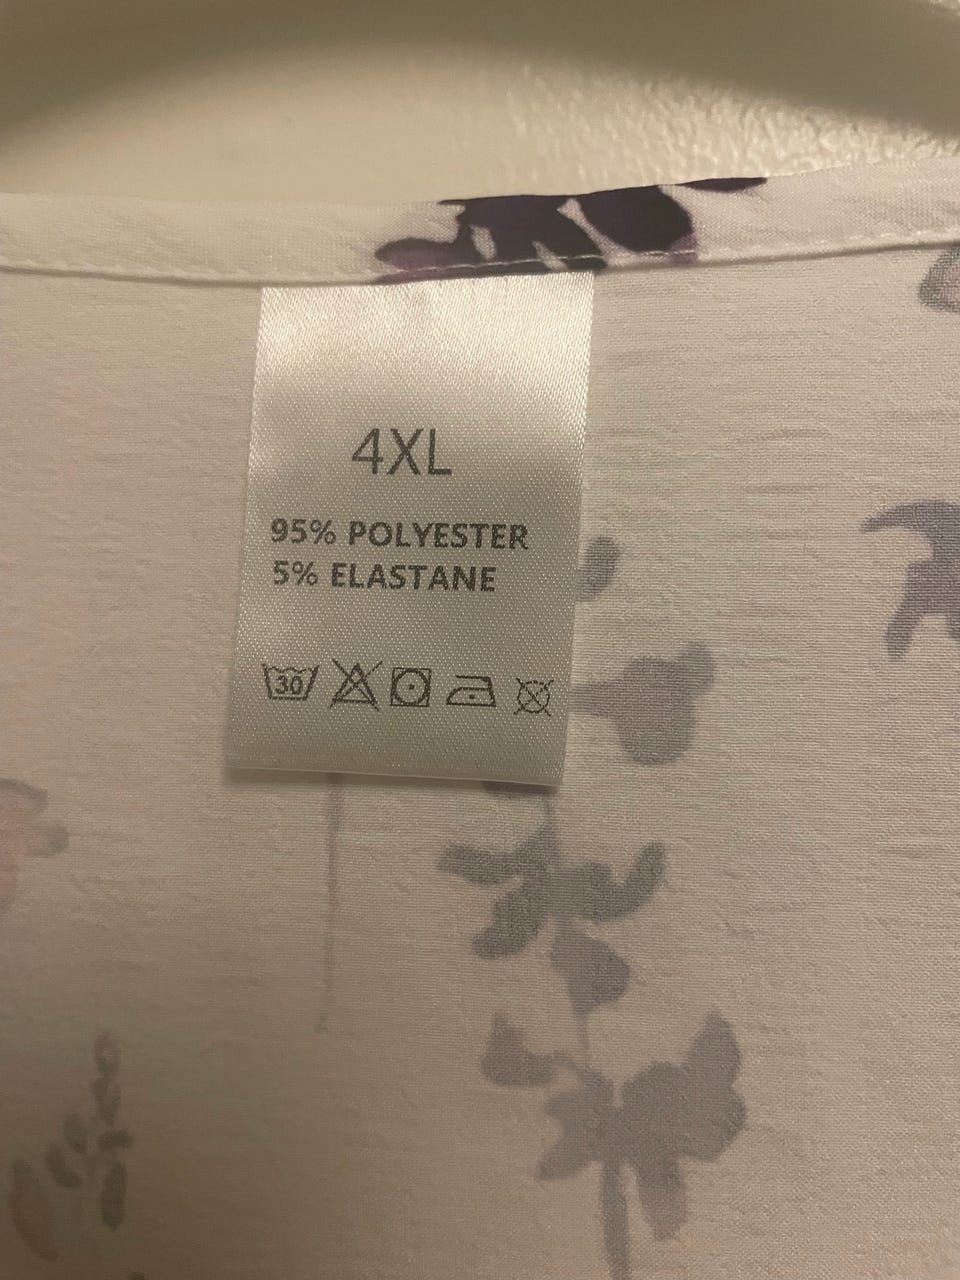 4XL
95% POLYESTER
5% ELASTANE
30